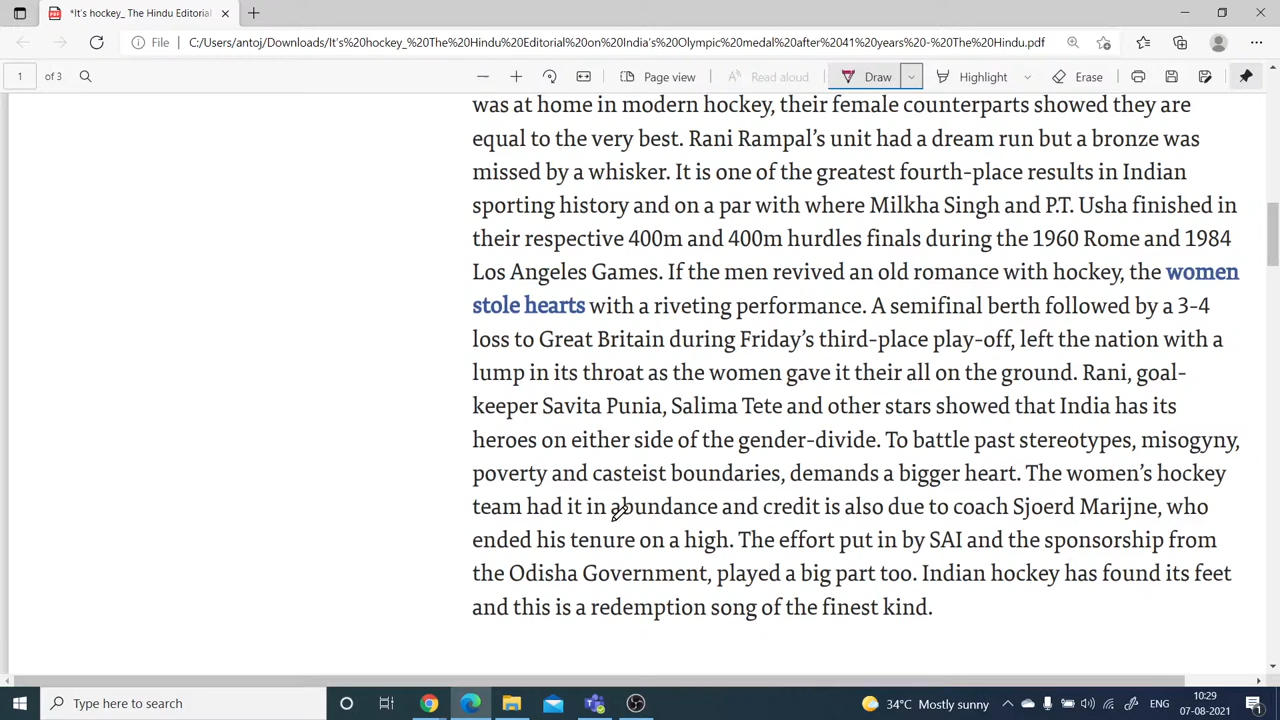 *It's hockey_ The Hindu Editorial
File
C:/Users/antoj/Downloads/It's%20hockey_%20The%20Hindu%20Editorial%20on%20India's%20Olympic%20medal%20after%2041%20years%20-%20The%20Hindu.pdf
1 of 3
Page view
Read aloud
Draw
Highlight
Erase
was at home in modern hockey, their female counterparts showed they are
equal to the very best. Rani Rampal's unit had a dream run but a bronze was
missed by a whisker. It is one of the greatest fourth-place results in Indian
sporting history and on a par with where Milkha Singh and P.T. Usha finished in
their respective 400m and 400m hurdles finals during the 1960 Rome and 1984
Los Angeles Games. If the men revived an old romance with hockey, the women
stole hearts with a riveting performance. A semifinal berth followed by a 3-4
loss to Great Britain during Friday's third-place play-off, left the nation with a
lump in its throat as the women gave it their all on the ground. Rani, goal-
keeper Savita Punia, Salima Tete and other stars showed that India has its
heroes on either side of the gender-divide. To battle past stereotypes, misogyny,
poverty and casteist boundaries, demands a bigger heart. The women's hockey
team had it in abundance and credit is also due to coach Sjoerd Marijne, who
ended his tenure on a high. The effort put in by SAI and the sponsorship from
the Odisha Government, played a big part too. Indian hockey has found its feet
and this is a redemption song of the finest kind.
Type here to search
34°C Mostly sunny
ENG
10:29
07-08-2021
1